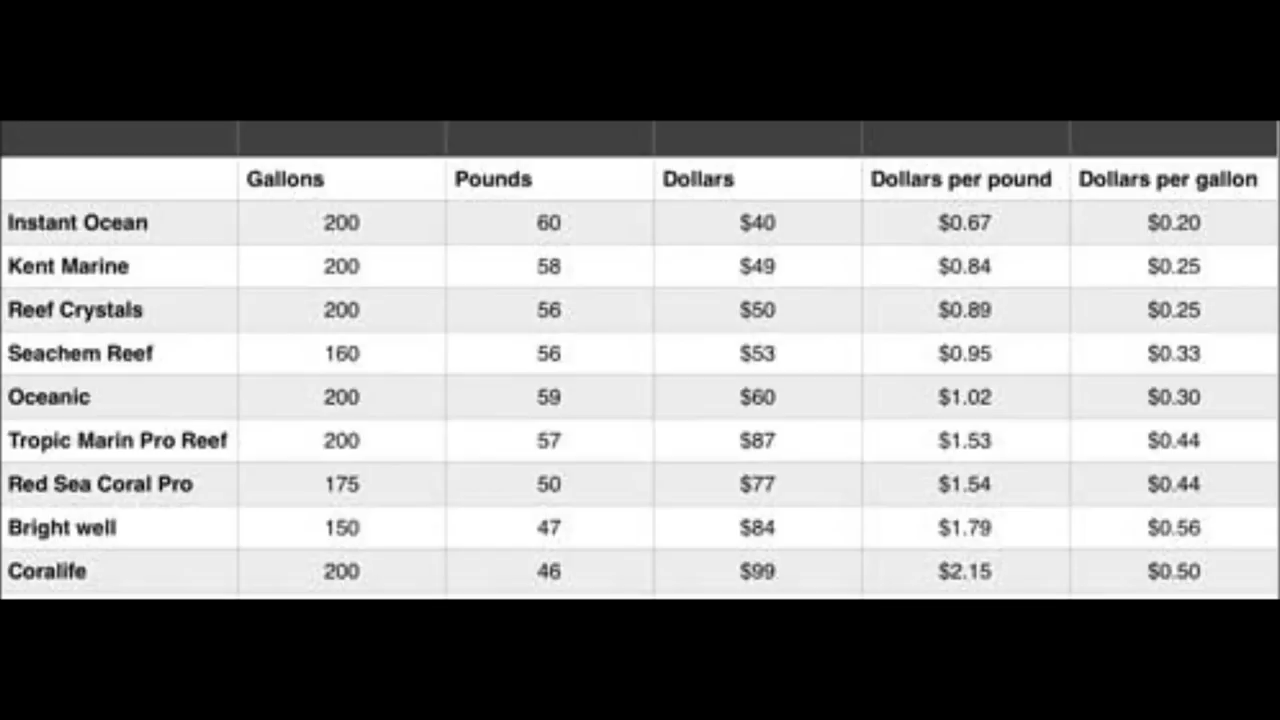 Gallons Pounds Dollars Dollars per pound Dollars per gallon
Instant Ocean 200 60 $40 $0.67 $0.20
Kent Marine 200 58 $49 $0.84 $0.25
Reef Crystals 200 56 $50 $0.89 $0.25
Seachem Reef 160 56 $53 $0.95 $0.33
Oceanic 200 59 $60 $1.02 $0.30
Tropic Marin Pro Reef 200 57 $87 $1.53 $0.44
Red Sea Coral Pro 175 50 $77 $1.54 $0.44
Bright well 150 47 $84 $1.79 $0.56
Coralife 200 46 $99 $2.15 $0.50